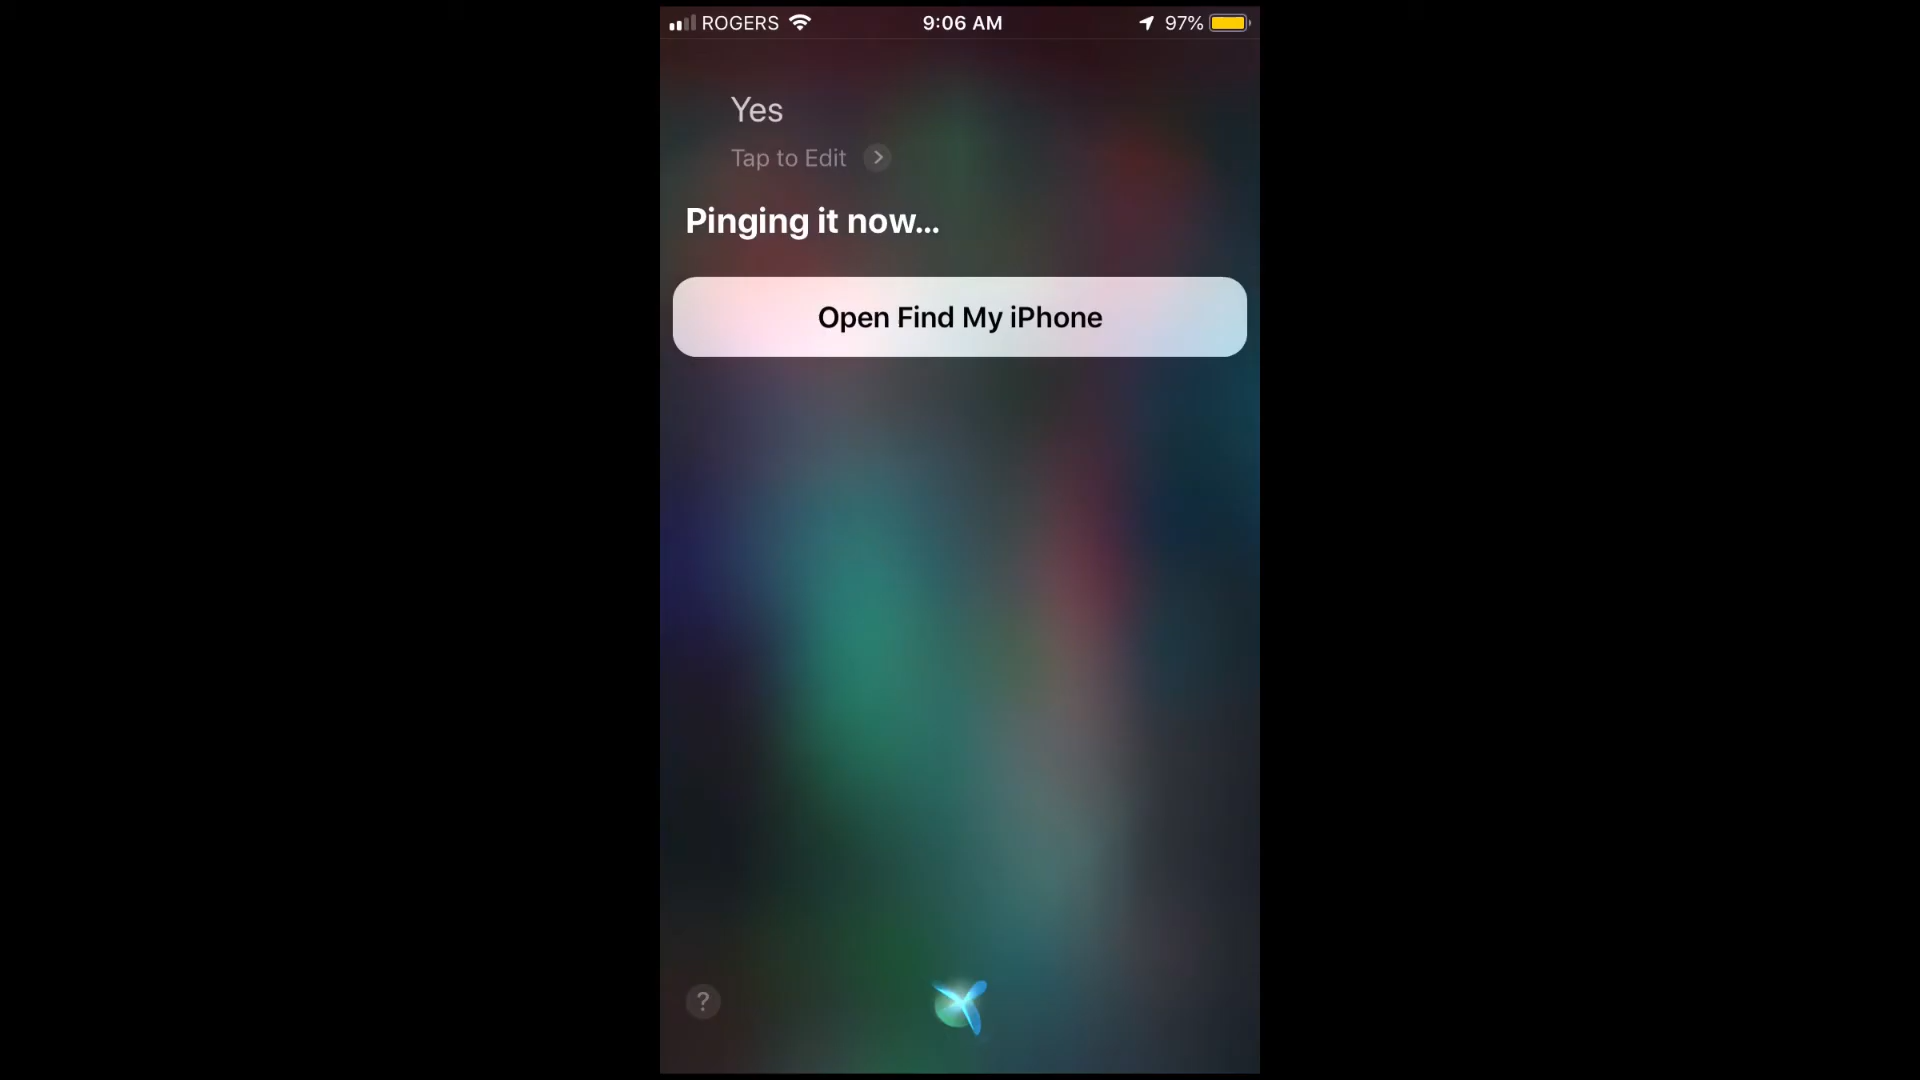 ROGERS 9:06 AM 97%
Yes
Tap to Edit
Pinging it now...
Open Find My iPhone
?